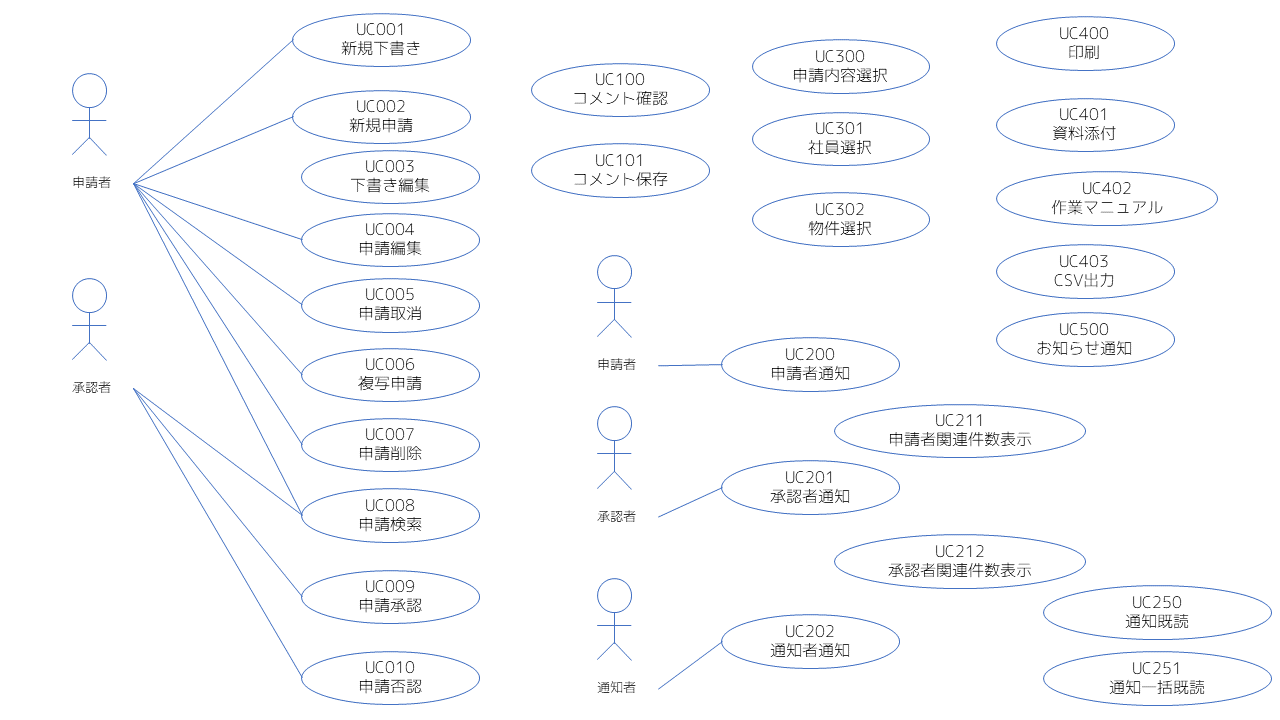 UC001
新規下書き
UC002
新規申請
UC003
下書き編集
UC004
申請編集
UC005
申請取消
UC006
複写申請
UC007
申請削除
UC008
申請検索
UC009
申請承認
UC010
申請否認
申請者
承認者
UC100
コメント確認
UC101
コメント保存
UC300
申請内容選択
UC301
社員選択
UC302
物件選択
UC400
印刷
UC401
資料添付
UC402
作業マニュアル
UC403
CSV出力
UC500
お知らせ通知
申請者
UC200
申請者通知
UC211
申請者関連件数表示
承認者
UC201
承認者通知
UC212
承認者関連件数表示
通知者
UC202
通知者通知
UC250
通知既読
UC251
通知一括既読